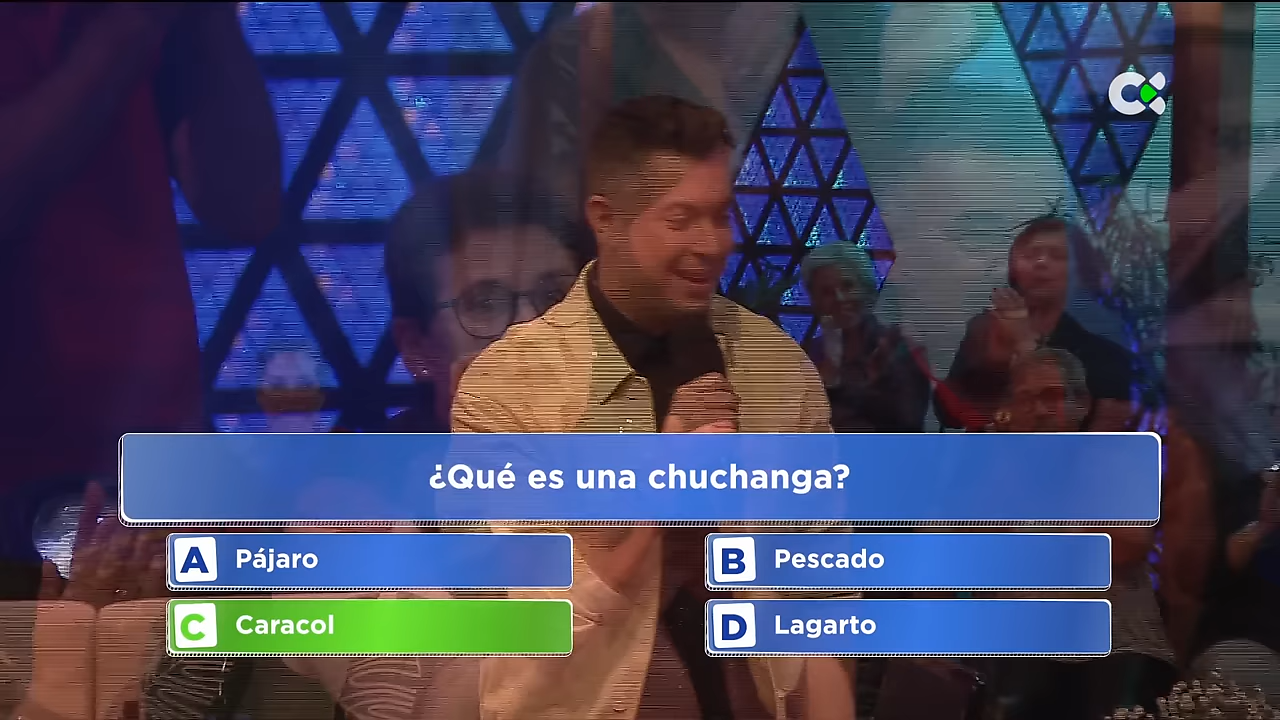 ¿Qué es una chuchanga?
A Pájaro
B Pescado
C Caracol
D Lagarto